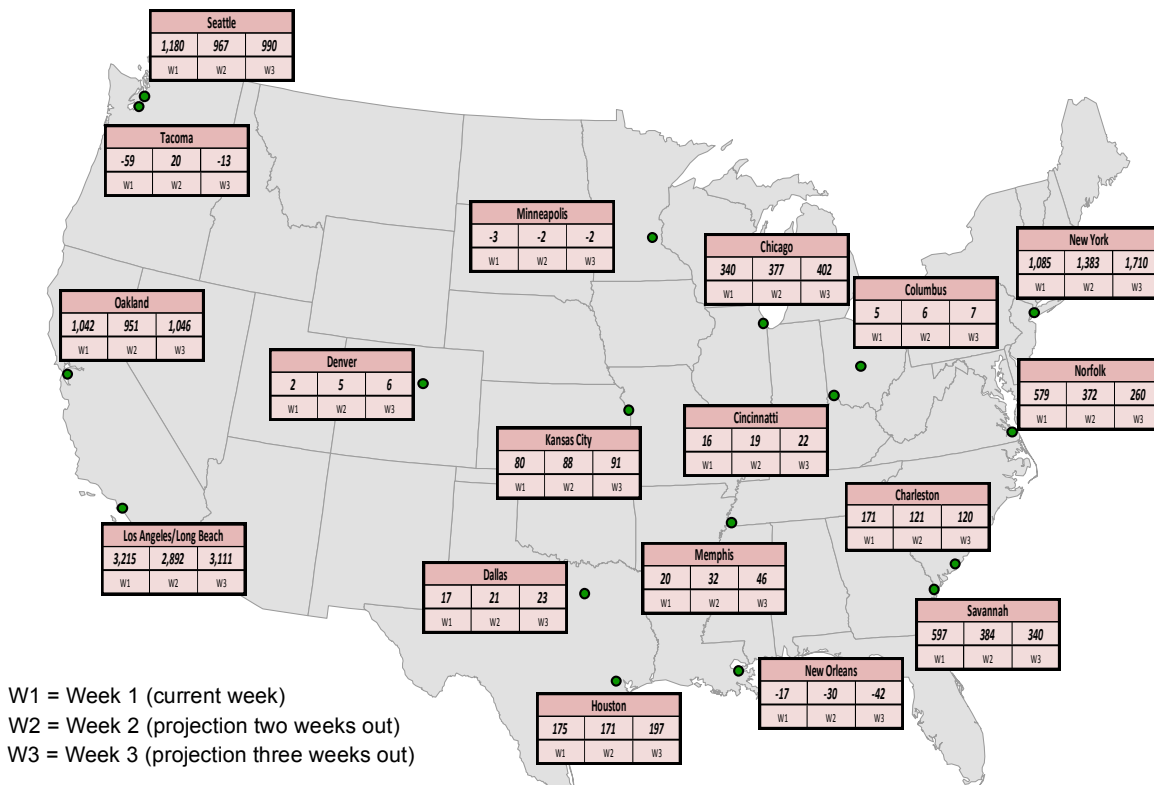 Seattle
1,180 967 990
W1 W2 W3
Tacoma
-59 20 -13
W1 W2 W3
Minneapolis
-3 -2 -2
W1 W2 W3
Chicago
340 377 402
W1 W2 W3
New York
1,085 1,383 1,710
W1 W2 W3
Columbus
5 6 7
W1 W2 W3
Oakland
1,042 951 1,046
W1 W2 W3
Denver
2 5 6
W1 W2 W3
Norfolk
579 372 260
W1 W2 W3
Cincinnatti
16 19 22
W1 W2 W3
Kansas City
80 88 91
W1 W2 W3
Charleston
171 121 120
W1 W2 W3
Los Angeles/Long Beach
3,215 2,892 3,111
W1 W2 W3
Memphis
20 32 46
W1 W2 W3
Dallas
17 21 23
W1 W2 W3
Savannah
597 384 340
W1 W2 W3
New Orleans
-17 -30 -42
W1 W2 W3
Houston
175 171 197
W1 W2 W3
W1 = Week 1 (current week)
W2 = Week 2 (projection two weeks out)
W3 = Week 3 (projection three weeks out)